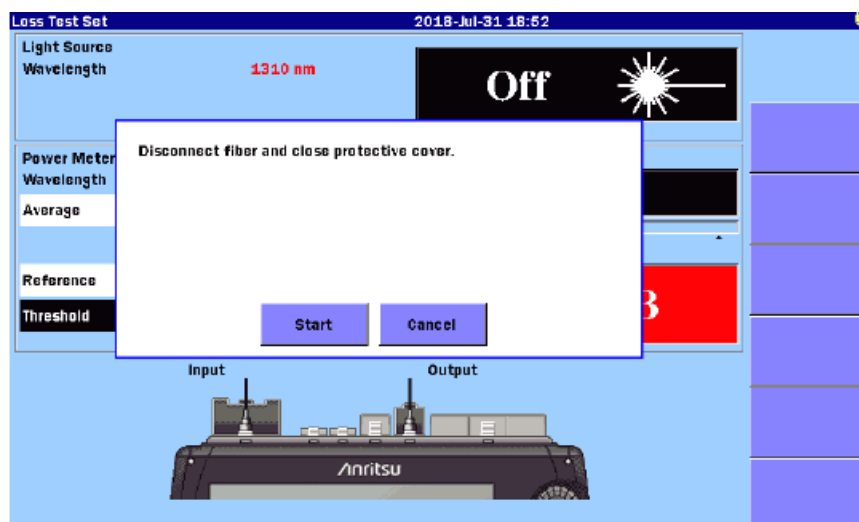 Loss Test Set 2018-Jul-31 18:52
Light Source
Wavelength 1310 nm
Off
Disconnect fiber and close protective cover.
Power Meter
Wavelength
Average
Reference
Threshold
Start Cancel
Input Output
Anritsu